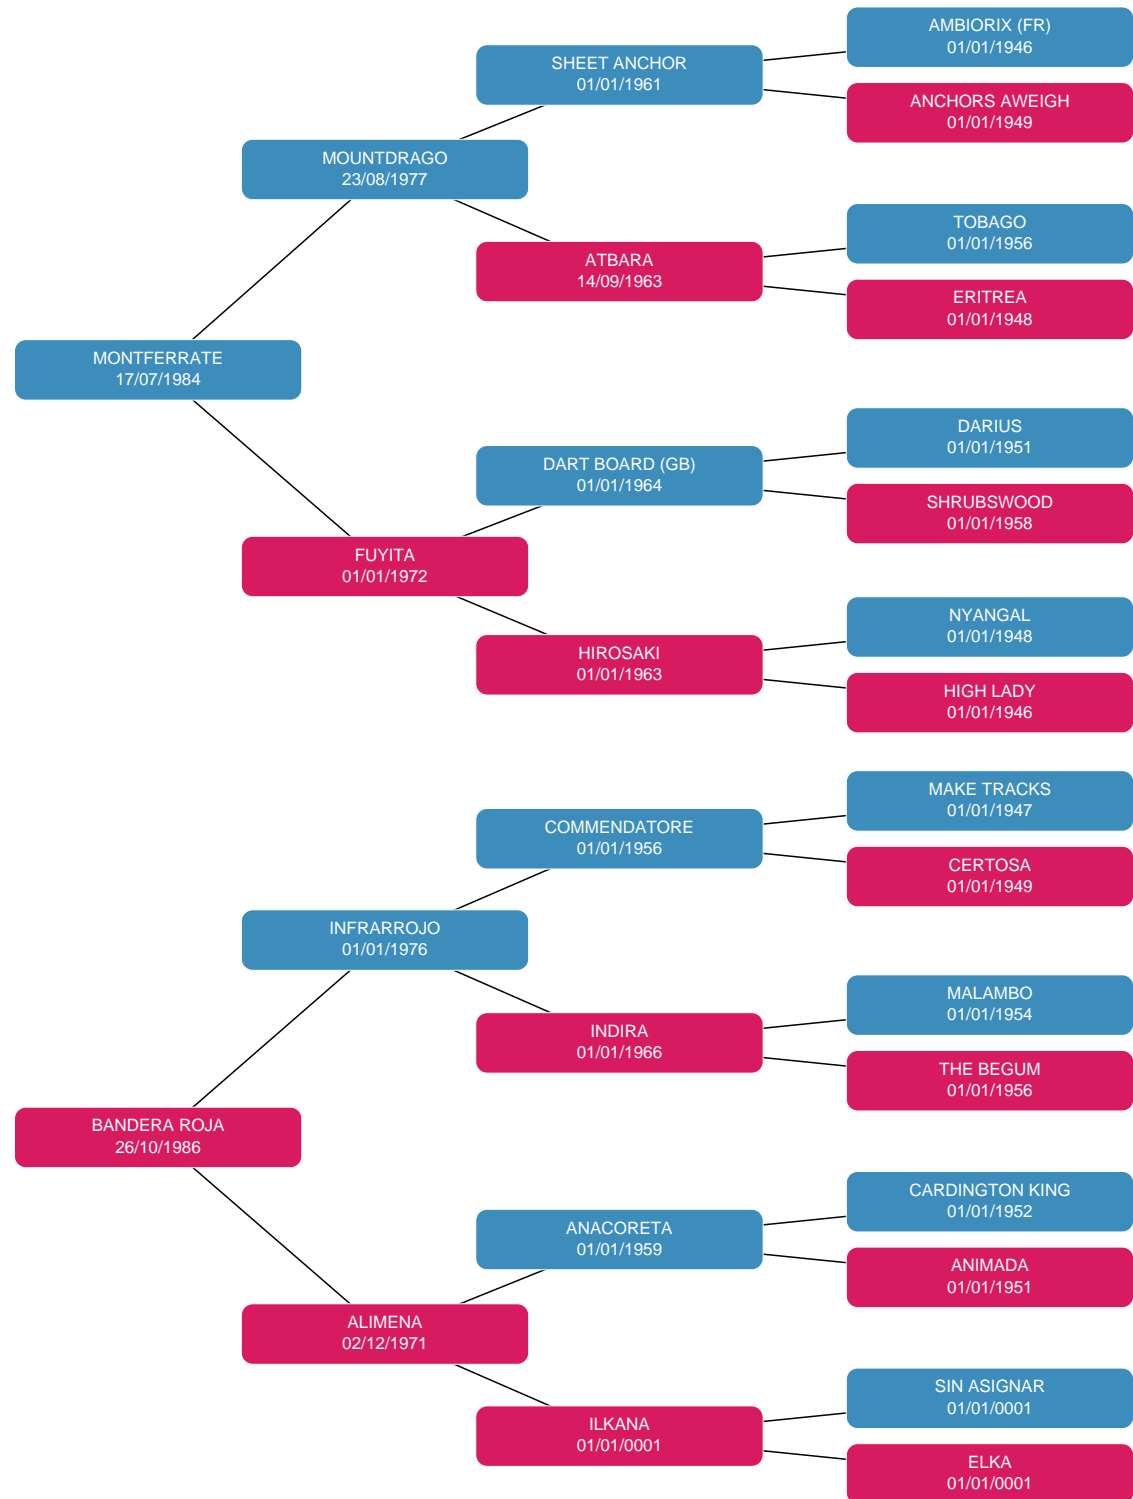 AMBIORIX (FR)
01/01/1946
SHEET ANCHOR
01/01/1961
ANCHORS AWEIGH
01/01/1949
MOUNTDRAGO
23/08/1977
TOBAGO
01/01/1956
ATBARA
14/09/1963
ERITREA
01/01/1948
MONTFERRATE
17/07/1984
DARIUS
01/01/1951
DART BOARD (GB)
01/01/1964
SHRUBSWOOD
01/01/1958
FUYITA
01/01/1972
NYANGAL
01/01/1948
HIROSAKI
01/01/1963
HIGH LADY
01/01/1946
MAKE TRACKS
01/01/1947
COMMENDATORE
01/01/1956
CERTOSA
01/01/1949
INFRARROJO
01/01/1976
MALAMBO
01/01/1954
INDIRA
01/01/1966
THE BEGUM
01/01/1956
BANDERA ROJA
26/10/1986
CARDINGTON KING
01/01/1952
ANACORETA
01/01/1959
ANIMADA
01/01/1951
ALIMENA
02/12/1971
SIN ASIGNAR
01/01/0001
ILKANA
01/01/0001
ELKA
01/01/0001